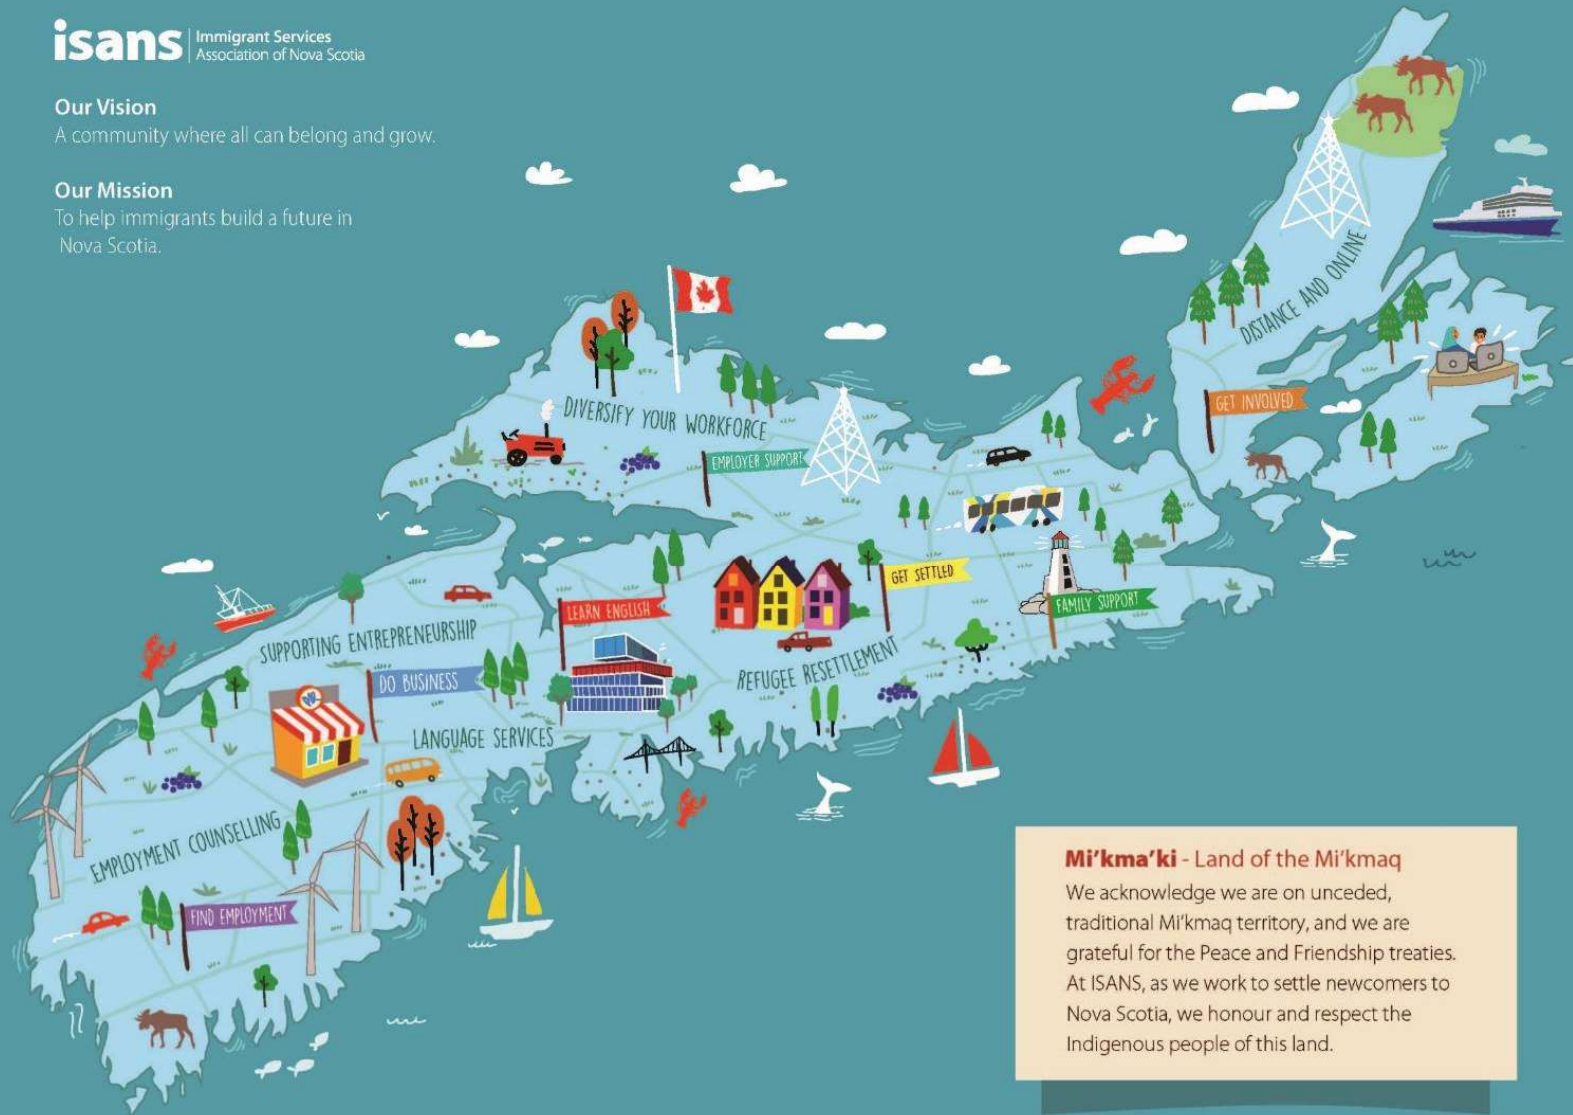 isans
Immigrant Services
Association of Nova Scotia
Our Vision
A community where all can belong and grow.
Our Mission
To help immigrants build a future in
Nova Scotia.
DISTANCE AND ONLINE
GET INVOLVED
DIVERSIFY YOUR WORKFORCE
EMPLOYER SUPPORT
GET SETTLED
FAMILY SUPPORT
LEARN ENGLISH
SUPPORTING ENTREPRENEURSHIP
REFUGEE RESETTLEMENT
DO BUSINESS
LANGUAGE SERVICES
EMPLOYMENT COUNSELLING
FIND EMPLOYMENT
Mi'kma'ki - Land of the Mi'kmaq
We acknowledge we are on unceded,
traditional Mi'kmaq territory, and we are
grateful for the Peace and Friendship treaties.
At ISANS, as we work to settle newcomers to
Nova Scotia, we honour and respect the
Indigenous people of this land.